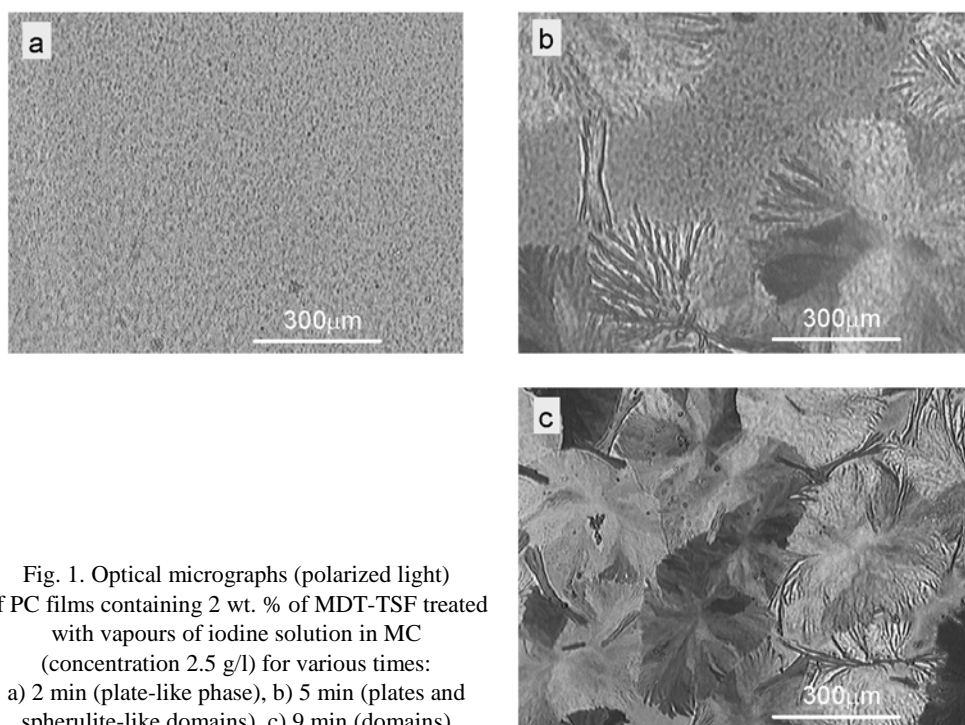 a
300μm
b
300μm
c
300μm
Fig. 1. Optical micrographs (polarized light)
f PC films containing 2 wt. % of MDT-TSF treated
with vapours of iodine solution in MC
(concentration 2.5 g/l) for various times:
a) 2 min (plate-like phase), b) 5 min (plates and
spherulite-like domains), c) 9 min (domains)